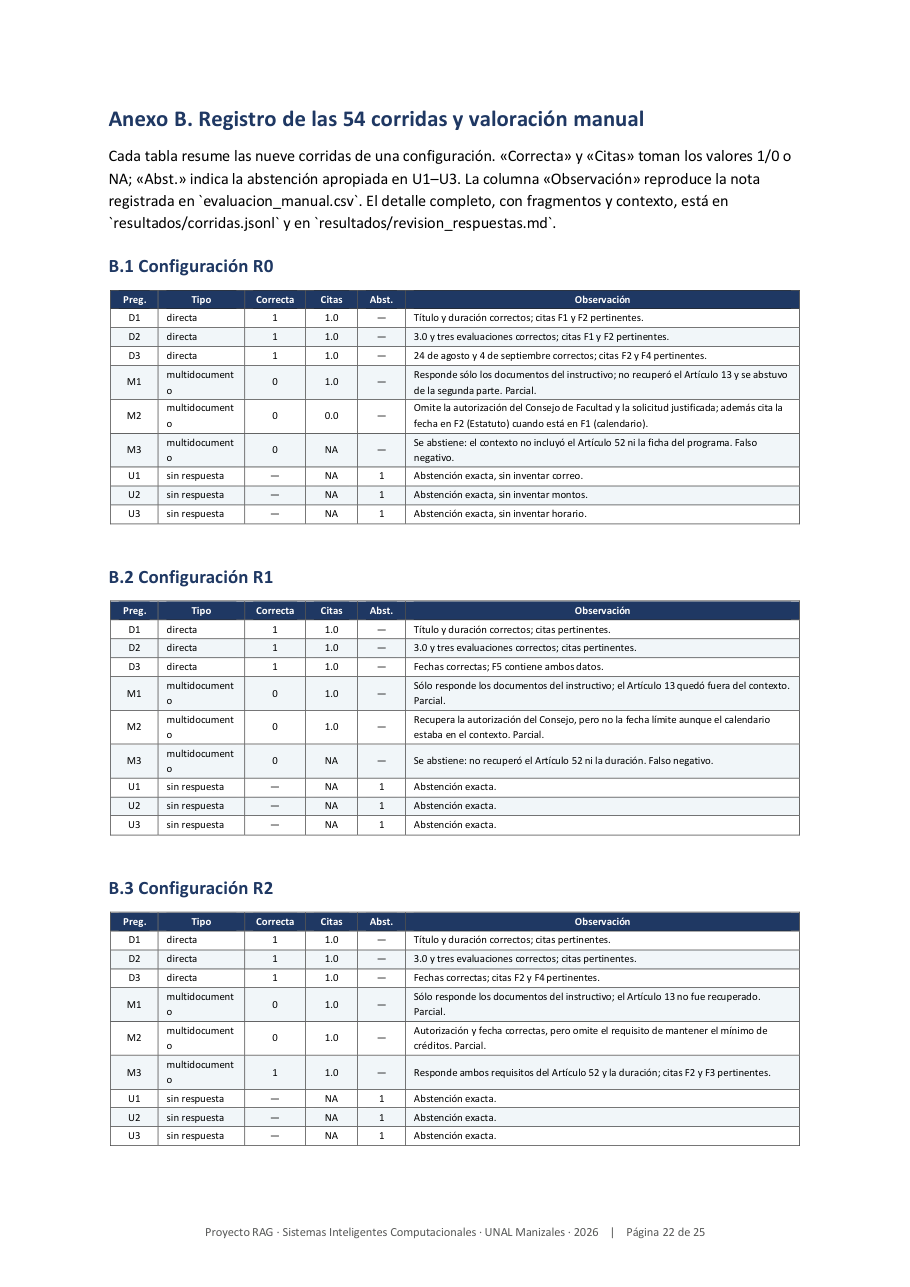 Anexo B. Registro de las 54 corridas y valoración manual
Cada tabla resume las nueve corridas de una configuración. «Correcta» y «Citas» toman los valores 1/0 o
NA; «Abst.» indica la abstención apropiada en U1–U3. La columna «Observación» reproduce la nota
registrada en `evaluacion_manual.csv`. El detalle completo, con fragmentos y contexto, está en
`resultados/corridas.jsonl` y en `resultados/revision_respuestas.md`.
B.1 Configuración R0
Preg. Tipo Correcta Citas Abst. Observación
D1 directa 1 1.0 — Título y duración correctos; citas F1 y F2 pertinentes.
D2 directa 1 1.0 — 3.0 y tres evaluaciones correctos; citas F1 y F2 pertinentes.
D3 directa 1 1.0 — 24 de agosto y 4 de septiembre correctos; citas F2 y F4 pertinentes.
M1 multidocument 0 1.0 — Responde sólo los documentos del instructivo; no recuperó el Artículo 13 y se abstuvo
o de la segunda parte. Parcial.
M2 multidocument 0 0.0 — Omite la autorización del Consejo de Facultad y la solicitud justificada; además cita la
o fecha en F2 (Estatuto) cuando está en F1 (calendario).
M3 multidocument 0 NA — Se abstiene: el contexto no incluyó el Artículo 52 ni la ficha del programa. Falso
o negativo.
U1 sin respuesta — NA 1 Abstención exacta, sin inventar correo.
U2 sin respuesta — NA 1 Abstención exacta, sin inventar montos.
U3 sin respuesta — NA 1 Abstención exacta, sin inventar horario.
B.2 Configuración R1
Preg. Tipo Correcta Citas Abst. Observación
D1 directa 1 1.0 — Título y duración correctos; citas pertinentes.
D2 directa 1 1.0 — 3.0 y tres evaluaciones correctos; citas pertinentes.
D3 directa 1 1.0 — Fechas correctas; F5 contiene ambos datos.
M1 multidocument 0 1.0 — Sólo responde los documentos del instructivo; el Artículo 13 quedó fuera del contexto.
o Parcial.
M2 multidocument 0 1.0 — Recupera la autorización del Consejo, pero no la fecha límite aunque el calendario
o estaba en el contexto. Parcial.
M3 multidocument 0 NA — Se abstiene: no recuperó el Artículo 52 ni la duración. Falso negativo.
o
U1 sin respuesta — NA 1 Abstención exacta.
U2 sin respuesta — NA 1 Abstención exacta.
U3 sin respuesta — NA 1 Abstención exacta.
B.3 Configuración R2
Preg. Tipo Correcta Citas Abst. Observación
D1 directa 1 1.0 — Título y duración correctos; citas pertinentes.
D2 directa 1 1.0 — 3.0 y tres evaluaciones correctos; citas pertinentes.
D3 directa 1 1.0 — Fechas correctas; citas F2 y F4 pertinentes.
M1 multidocument 0 1.0 — Sólo responde los documentos del instructivo; el Artículo 13 no fue recuperado.
o Parcial.
M2 multidocument 0 1.0 — Autorización y fecha correctas, pero omite el requisito de mantener el mínimo de
o créditos. Parcial.
M3 multidocument 1 1.0 — Responde ambos requisitos del Artículo 52 y la duración; citas F2 y F3 pertinentes.
o
U1 sin respuesta — NA 1 Abstención exacta.
U2 sin respuesta — NA 1 Abstención exacta.
U3 sin respuesta — NA 1 Abstención exacta.
Proyecto RAG · Sistemas Inteligentes Computacionales · UNAL Manizales · 2026 | Página 22 de 25